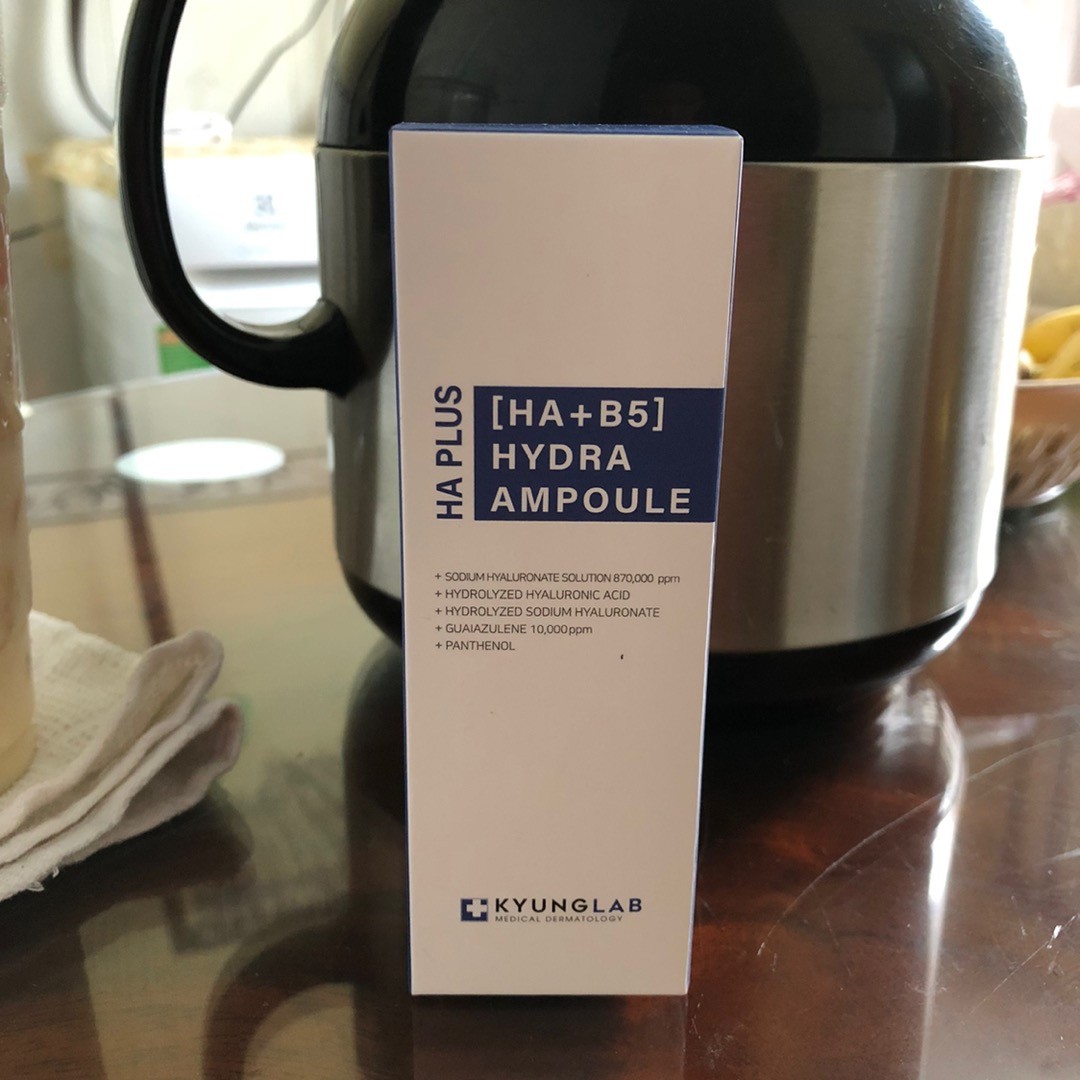 HA PLUS
[HA+B5]
HYDRA
AMPOULE
+ SODIUM HYALURONATE SOLUTION 870,000 ppm
+ HYDROLYZED HYALURONIC ACID
+ HYDROLYZED SODIUM HYALURONATE
+ GUAIAZULENE 10,000ppm
+ PANTHENOL
KYUNGLAB
MEDICAL DERMATOLOGY